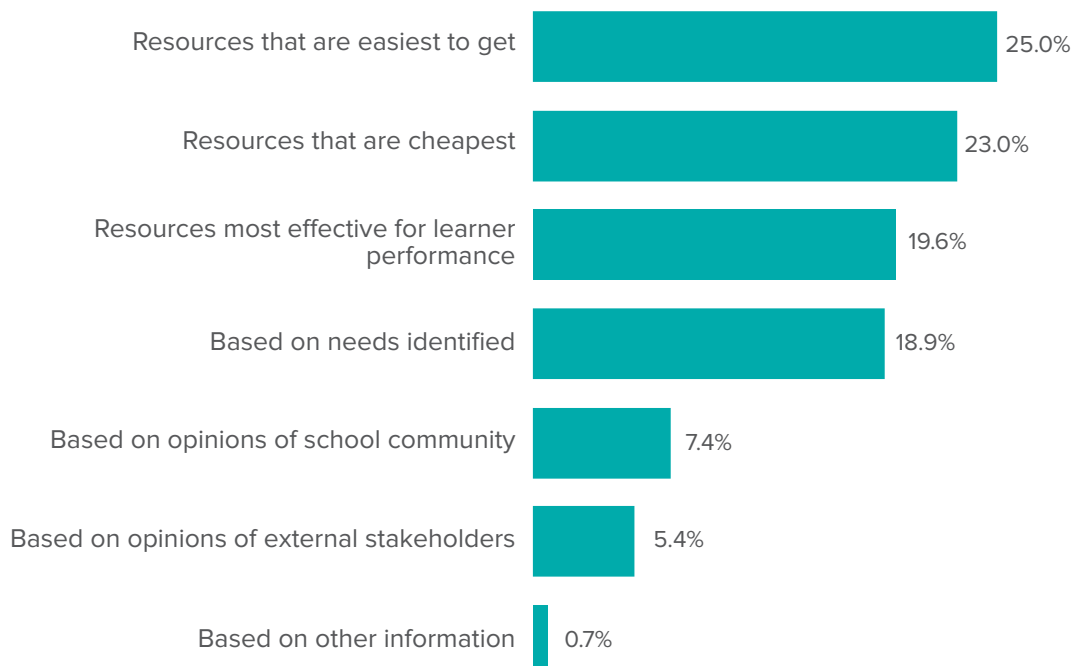 Resources that are easiest to get
25.0%
Resources that are cheapest
23.0%
Resources most effective for learner
performance
19.6%
Based on needs identified
18.9%
Based on opinions of school community
7.4%
Based on opinions of external stakeholders
5.4%
Based on other information
0.7%